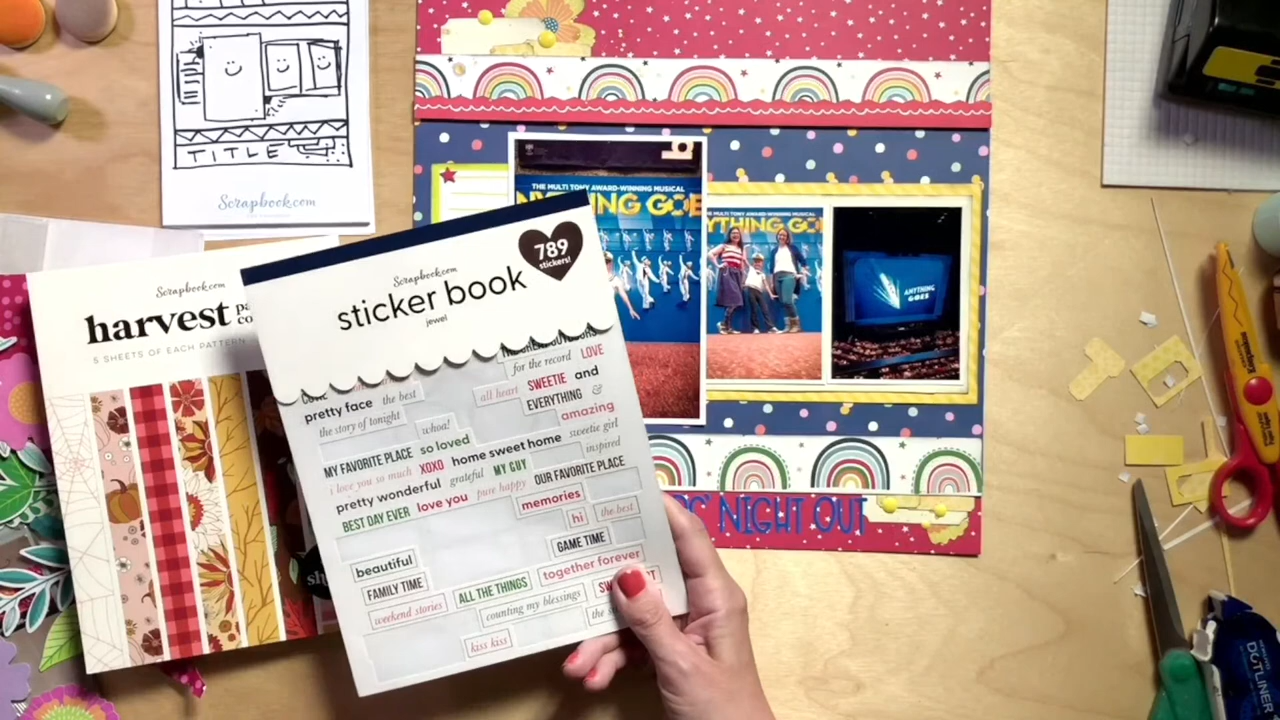 TITLE
Scrapbook.com
Scrapbook.com
harvest
5 SHEETS OF EACH PATTERN
789
stickers!
Scrapbook.com
sticker book
jewel
for the record LOVE
all heart SWEETIE and
pretty face the best EVERYTHING &
the story of tonight whoa! amazing
MY FAVORITE PLACE so loved sweetie girl
i love you so much XOXO home sweet home inspired
pretty wonderful grateful MY GUY OUR FAVORITE PLACE
BEST DAY EVER love you pure happy memories
hi the best
beautiful GAME TIME
FAMILY TIME ALL THE THINGS together forever
weekend stories counting my blessings
kiss kiss
THE MULTI TONY AWARD-WINNING MUSICAL
MULTI TONY AWARD-WINNING MUSICAL
YTHING GO
ANYTHING
GOES
NIGHT OUT
DOTLINER